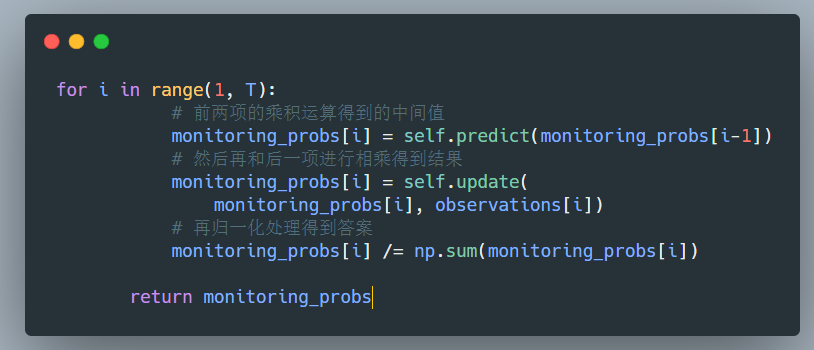 for i in range(1, T):
# 前两项的乘积运算得到的中间值
monitoring_probs[i] = self.predict(monitoring_probs[i-1])
# 然后再和后一项进行相乘得到结果
monitoring_probs[i] = self.update(
monitoring_probs[i], observations[i])
# 再归一化处理得到答案
monitoring_probs[i] /= np.sum(monitoring_probs[i])
return monitoring_probs